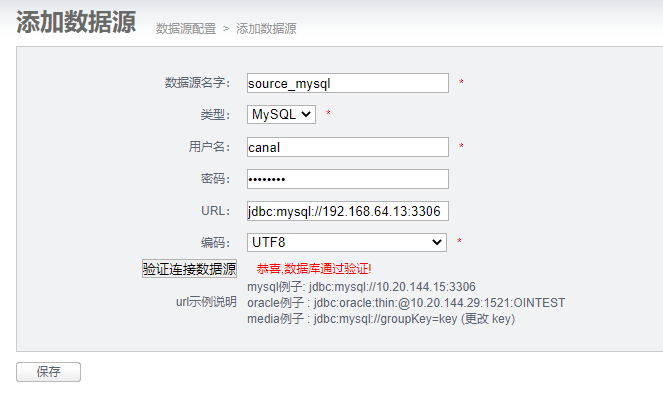 添加数据源 数据源配置 > 添加数据源
数据源名字： source_mysql *
类型： MySQL *
用户名： canal *
密码： ••••••••
URL： jdbc:mysql://192.168.64.13:3306
编码： UTF8 *
验证连接数据源 恭喜,数据库通过验证!
url示例说明 mysql例子: jdbc:mysql://10.20.144.15:3306
oracle例子 : jdbc:oracle:thin:@10.20.144.29:1521:OINTEST
media例子 : jdbc:mysql://groupKey=key (更改 key)
保存